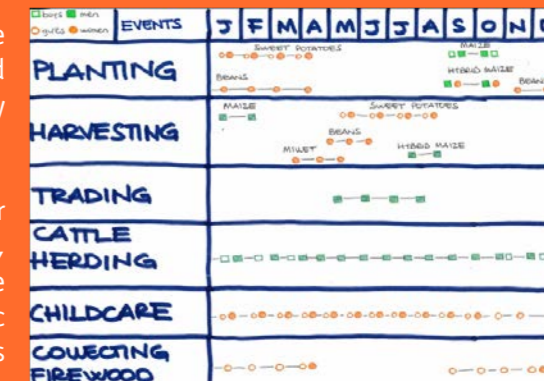 boys men
girls women
EVENTS J F M A M J J A S O N
SWEET POTATOES
MAIZE
PLANTING
HYBRID MAIZE
BEANS
BEANS
MAIZE
SWEET POTATOES
HARVESTING
BEANS
MILLET
HYBRID MAIZE
TRADING
CATTLE
HERDING
CHILDCARE
COLLECTING
FIREWOOD